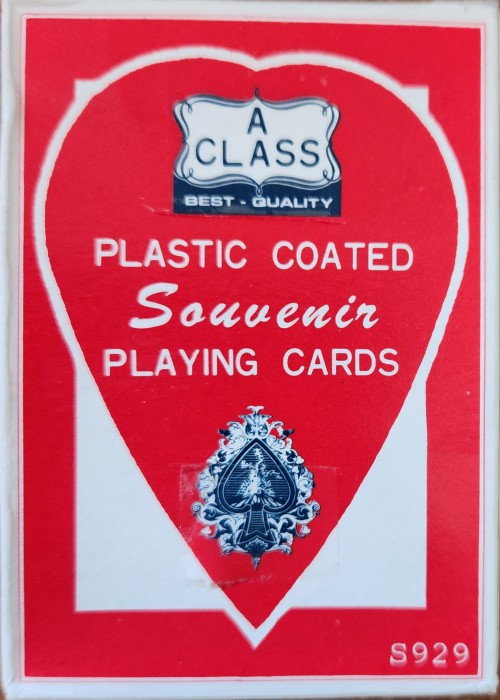 A
CLASS
BEST - QUALITY
PLASTIC COATED
Souvenir
PLAYING CARDS
S929